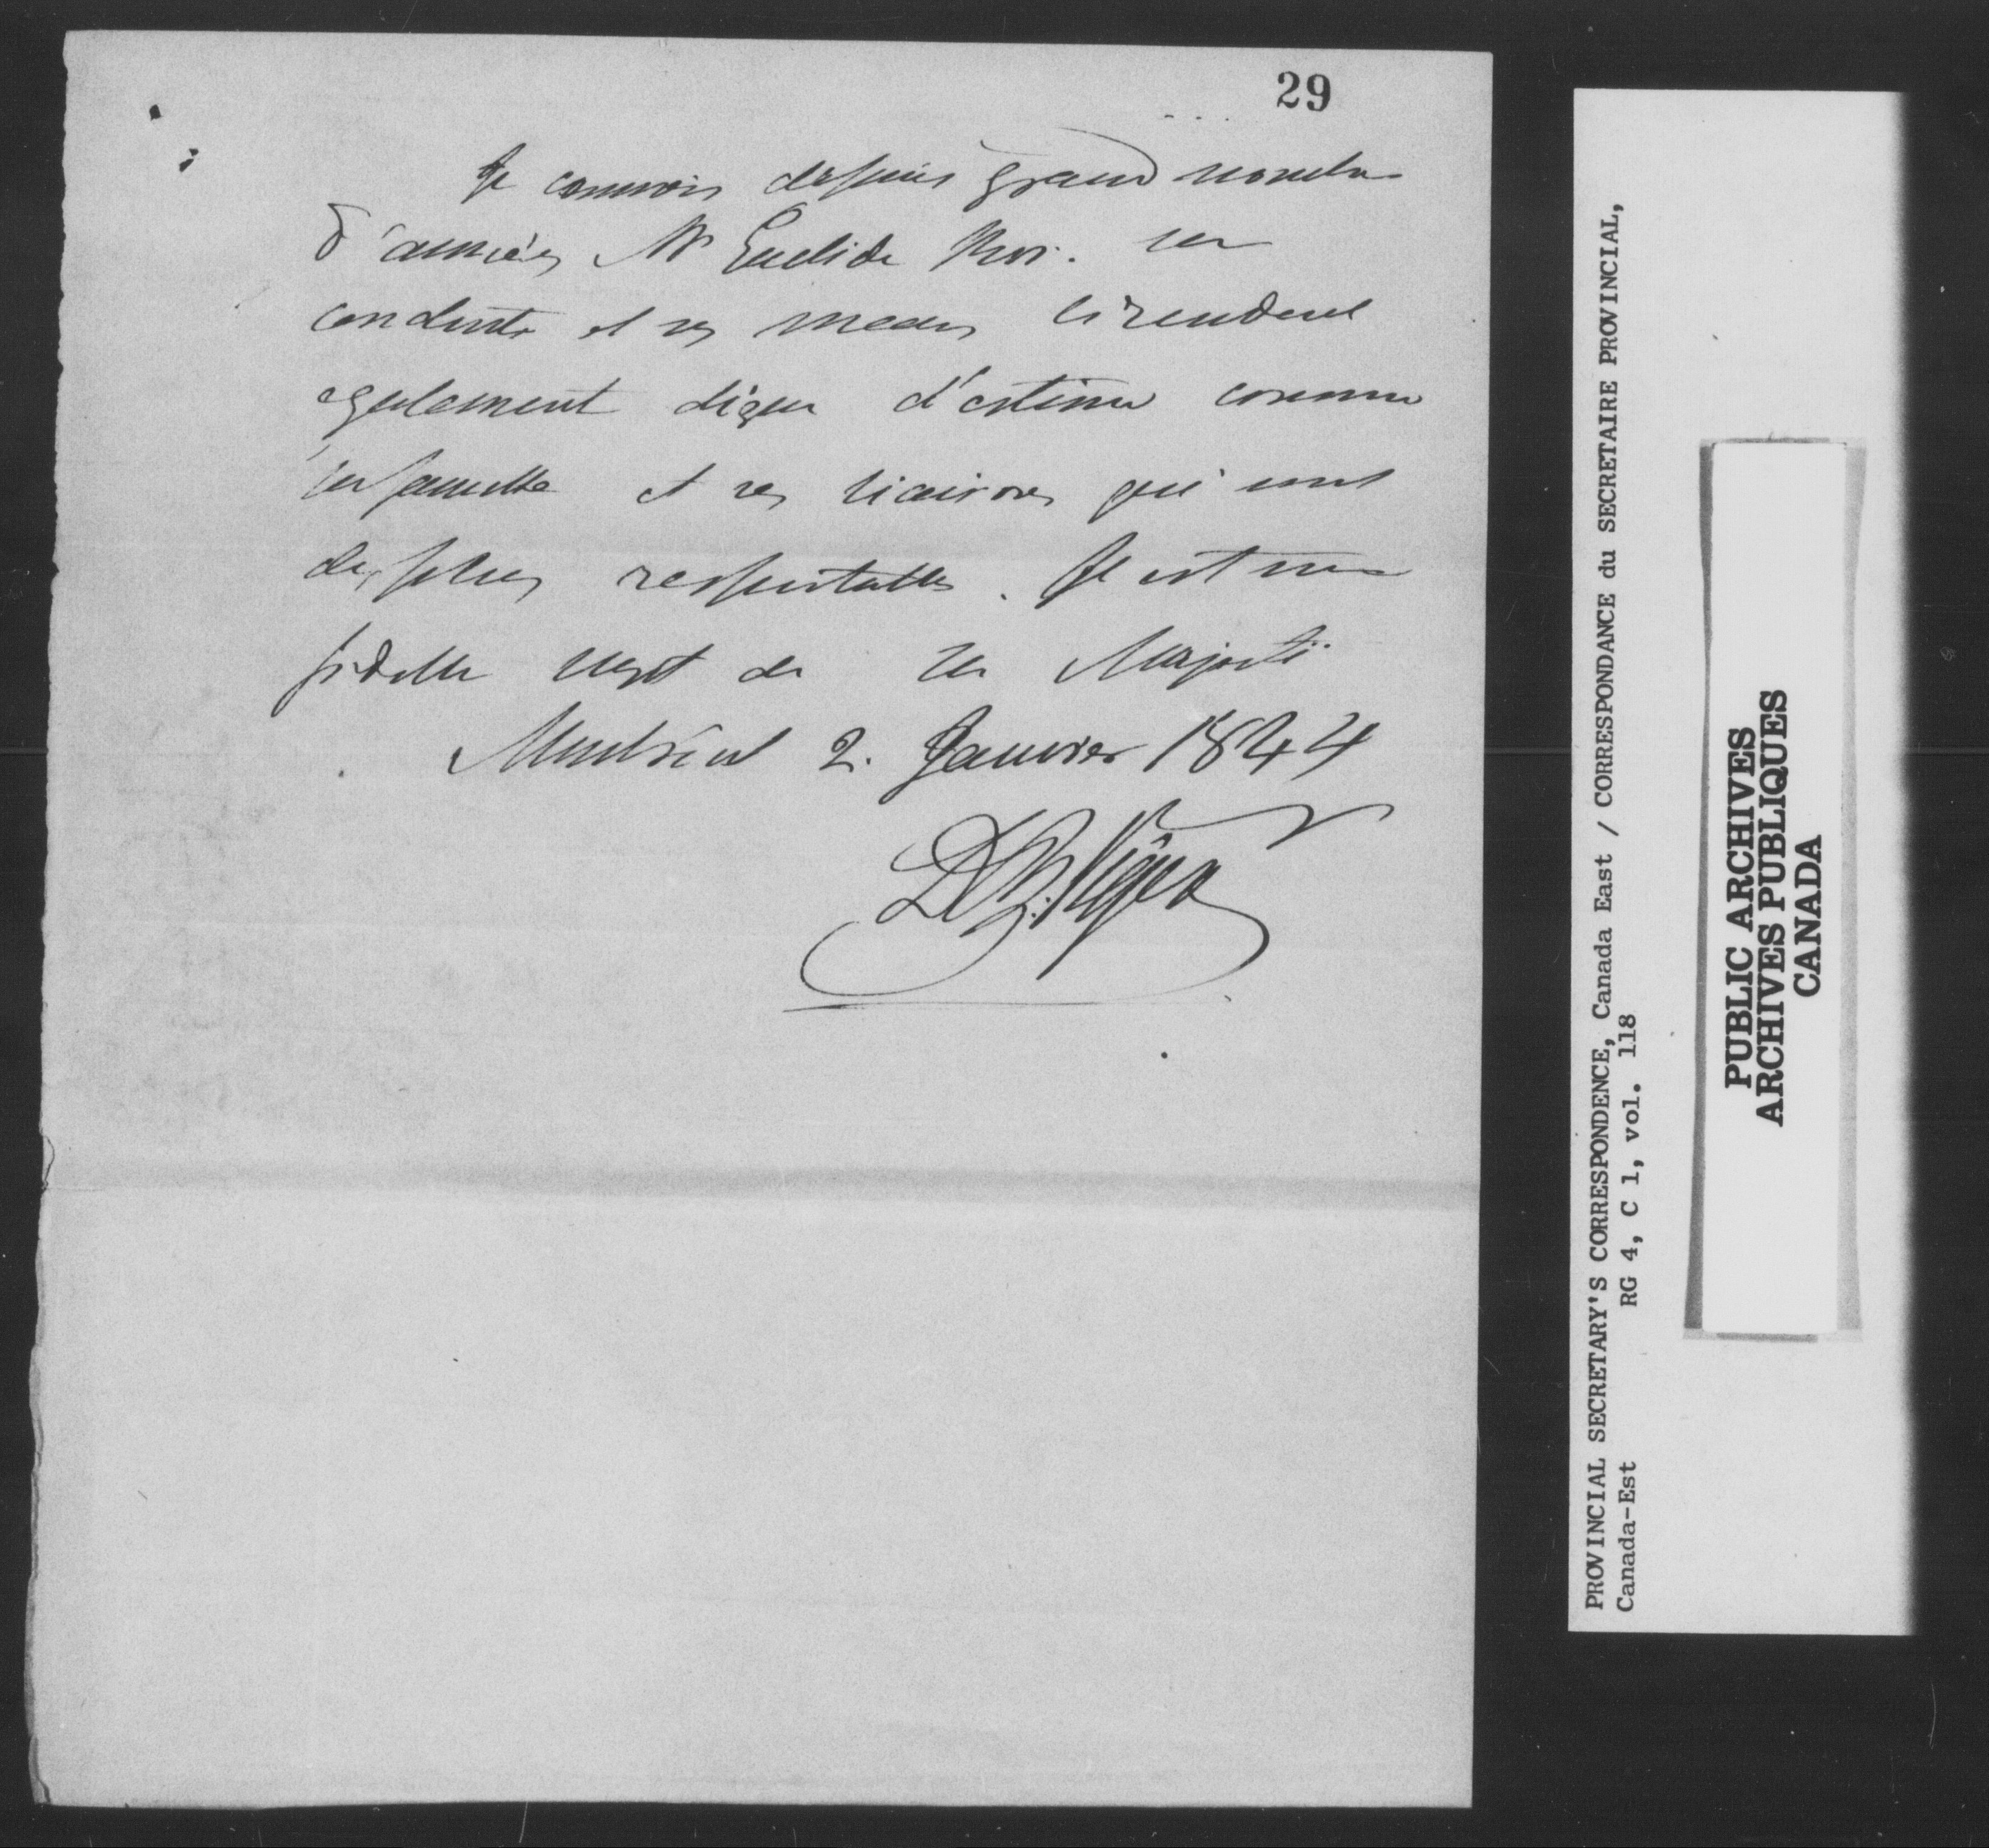 29
Je connois depuis grand nombre
d'années Mr Euclide Roi. sa
conduite et ses mœurs le rendent
egalement digne d'estime comme
sa famille et ses liaisons qui sont
des plus respectables. Il est un
fidelle sujet de sa Majesté
Montréal 2. Janvier 1844
D.B. Viger
PROVINCIAL SECRETARY'S CORRESPONDENCE, Canada East / CORRESPONDANCE du SECRETAIRE PROVINCIAL,
Canada-Est RG 4, C 1, vol. 118
PUBLIC ARCHIVES
ARCHIVES PUBLIQUES
CANADA